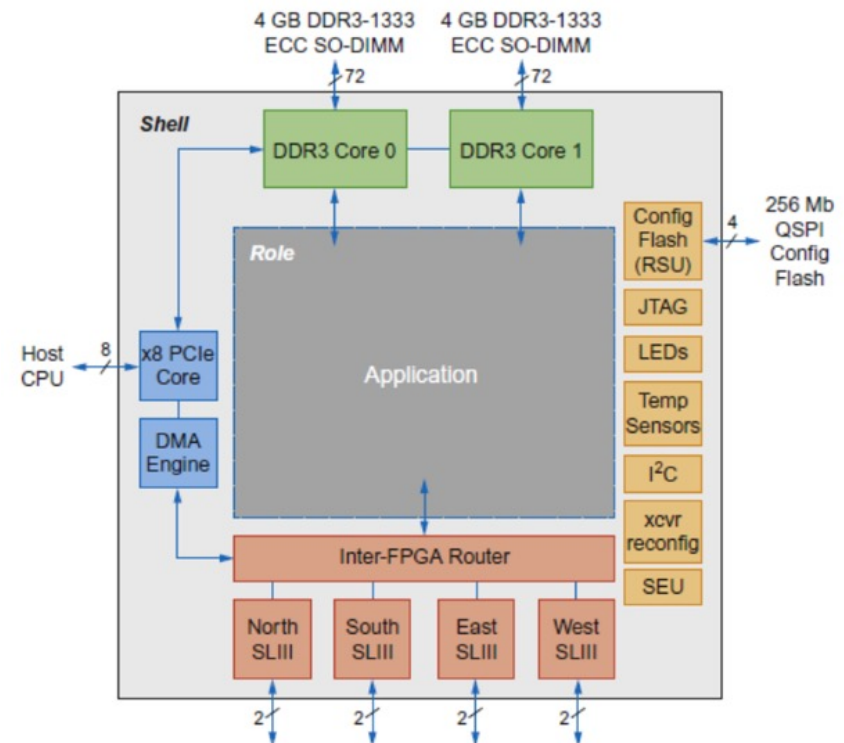 4 GB DDR3-1333
ECC SO-DIMM
4 GB DDR3-1333
ECC SO-DIMM
72
72
Shell
DDR3 Core 0
DDR3 Core 1
Role
Config
Flash
(RSU)
4
256 Mb
QSPI
Config
Flash
JTAG
LEDs
Host
CPU
8
x8 PCIe
Core
Application
Temp
Sensors
DMA
Engine
I²C
xcvr
reconfig
Inter-FPGA Router
SEU
North
SLIII
South
SLIII
East
SLIII
West
SLIII
2
2
2
2